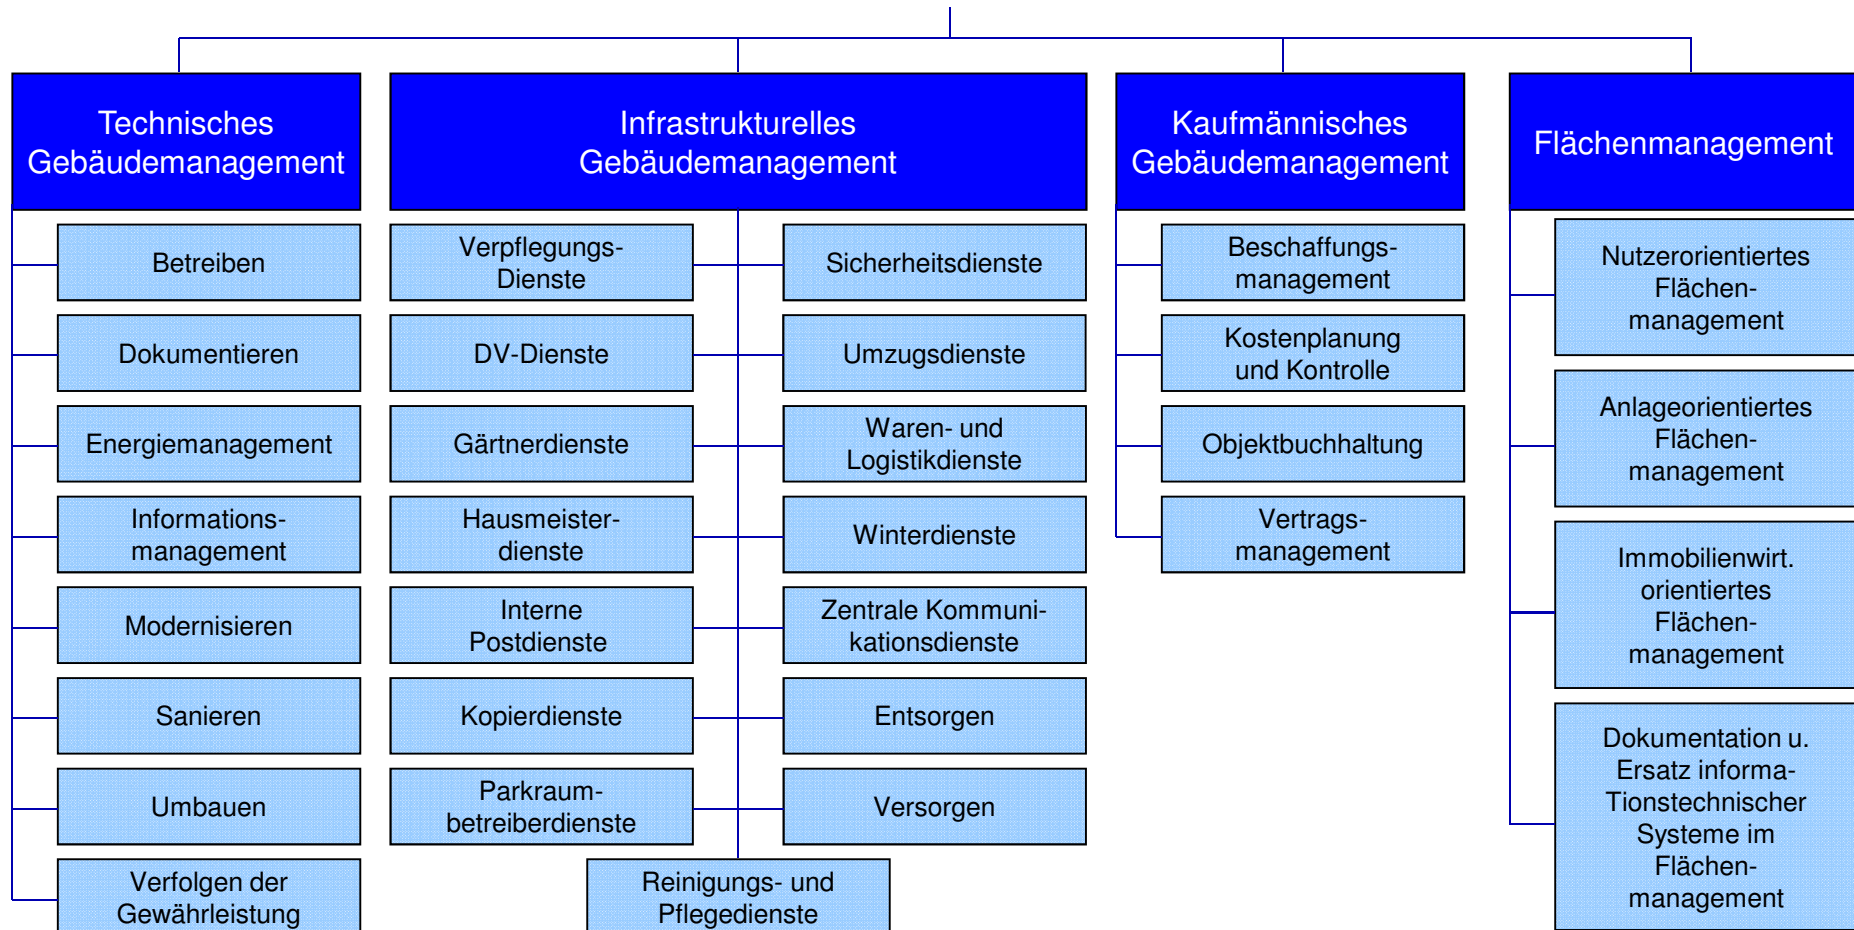 Technisches
Gebäudemanagement
Betreiben
Dokumentieren
Energiemanagement
Informations-
management
Modernisieren
Sanieren
Umbauen
Verfolgen der
Gewährleistung
Infrastrukturelles
Gebäudemanagement
Verpflegungs-
Dienste
DV-Dienste
Gärtnerdienste
Hausmeister-
dienste
Interne
Postdienste
Kopierdienste
Parkraum-
betreiberdienste
Sicherheitsdienste
Umzugsdienste
Waren- und
Logistikdienste
Winterdienste
Zentrale Kommuni-
kationsdienste
Entsorgen
Versorgen
Reinigungs- und
Pflegedienste
Kaufmännisches
Gebäudemanagement
Beschaffungs-
management
Kostenplanung
und Kontrolle
Objektbuchhaltung
Vertrags-
management
Flächenmanagement
Nutzerorientiertes
Flächen-
management
Anlageorientiertes
Flächen-
management
Immobilienwirt.
orientiertes
Flächen-
management
Dokumentation u.
Ersatz informa-
Tionstechnischer
Systeme im
Flächen-
management